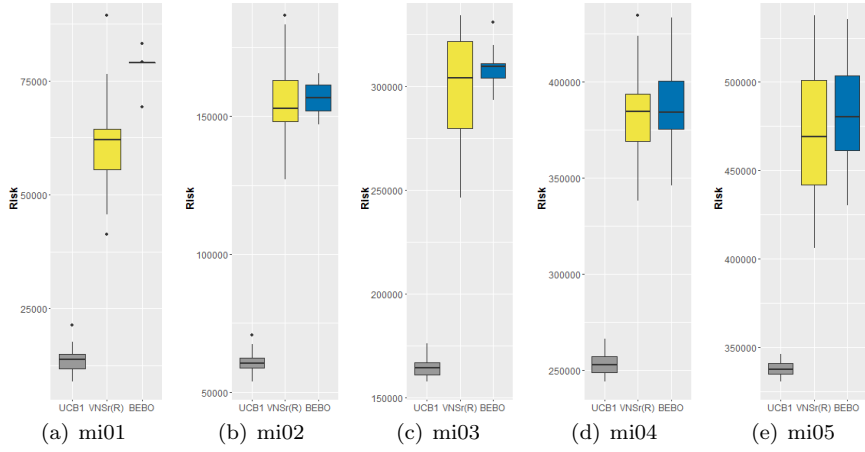 Risk
75000
50000
25000
UCB1 VNSr(R) BEBO
(a) mi01
Risk
150000
100000
50000
UCB1 VNSr(R) BEBO
(b) mi02
Risk
300000
250000
200000
150000
UCB1 VNSr(R) BEBO
(c) mi03
Risk
400000
350000
300000
250000
UCB1 VNSr(R) BEBO
(d) mi04
Risk
500000
450000
400000
350000
UCB1 VNSr(R) BEBO
(e) mi05